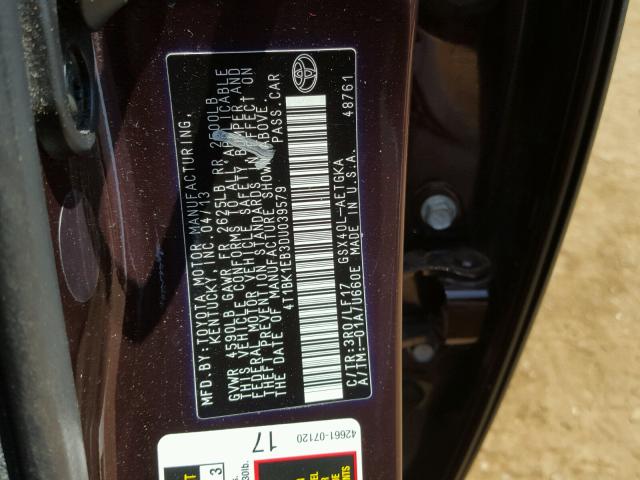 MFD. BY: TOYOTA MOTOR MANUFACTURING,
KENTUCKY, INC. 04/13
GVWR 4590LB GAWR FR 2625LB RR 2600LB
THIS VEHICLE CONFORMS TO ALL APPLICABLE
FEDERAL MOTOR VEHICLE SAFETY, BUMPER AND
THEFT PREVENTION STANDARDS IN EFFECT ON
THE DATE OF MANUFACTURE SHOWN ABOVE.
4T1BK1EB3DU039579 PASS. CAR
C/TR:3R0/LF17 GSX40L-AETGKA
A/TM:-01A/U660E MADE IN U.S.A. 48761
42661-07120
17
3
30lb.